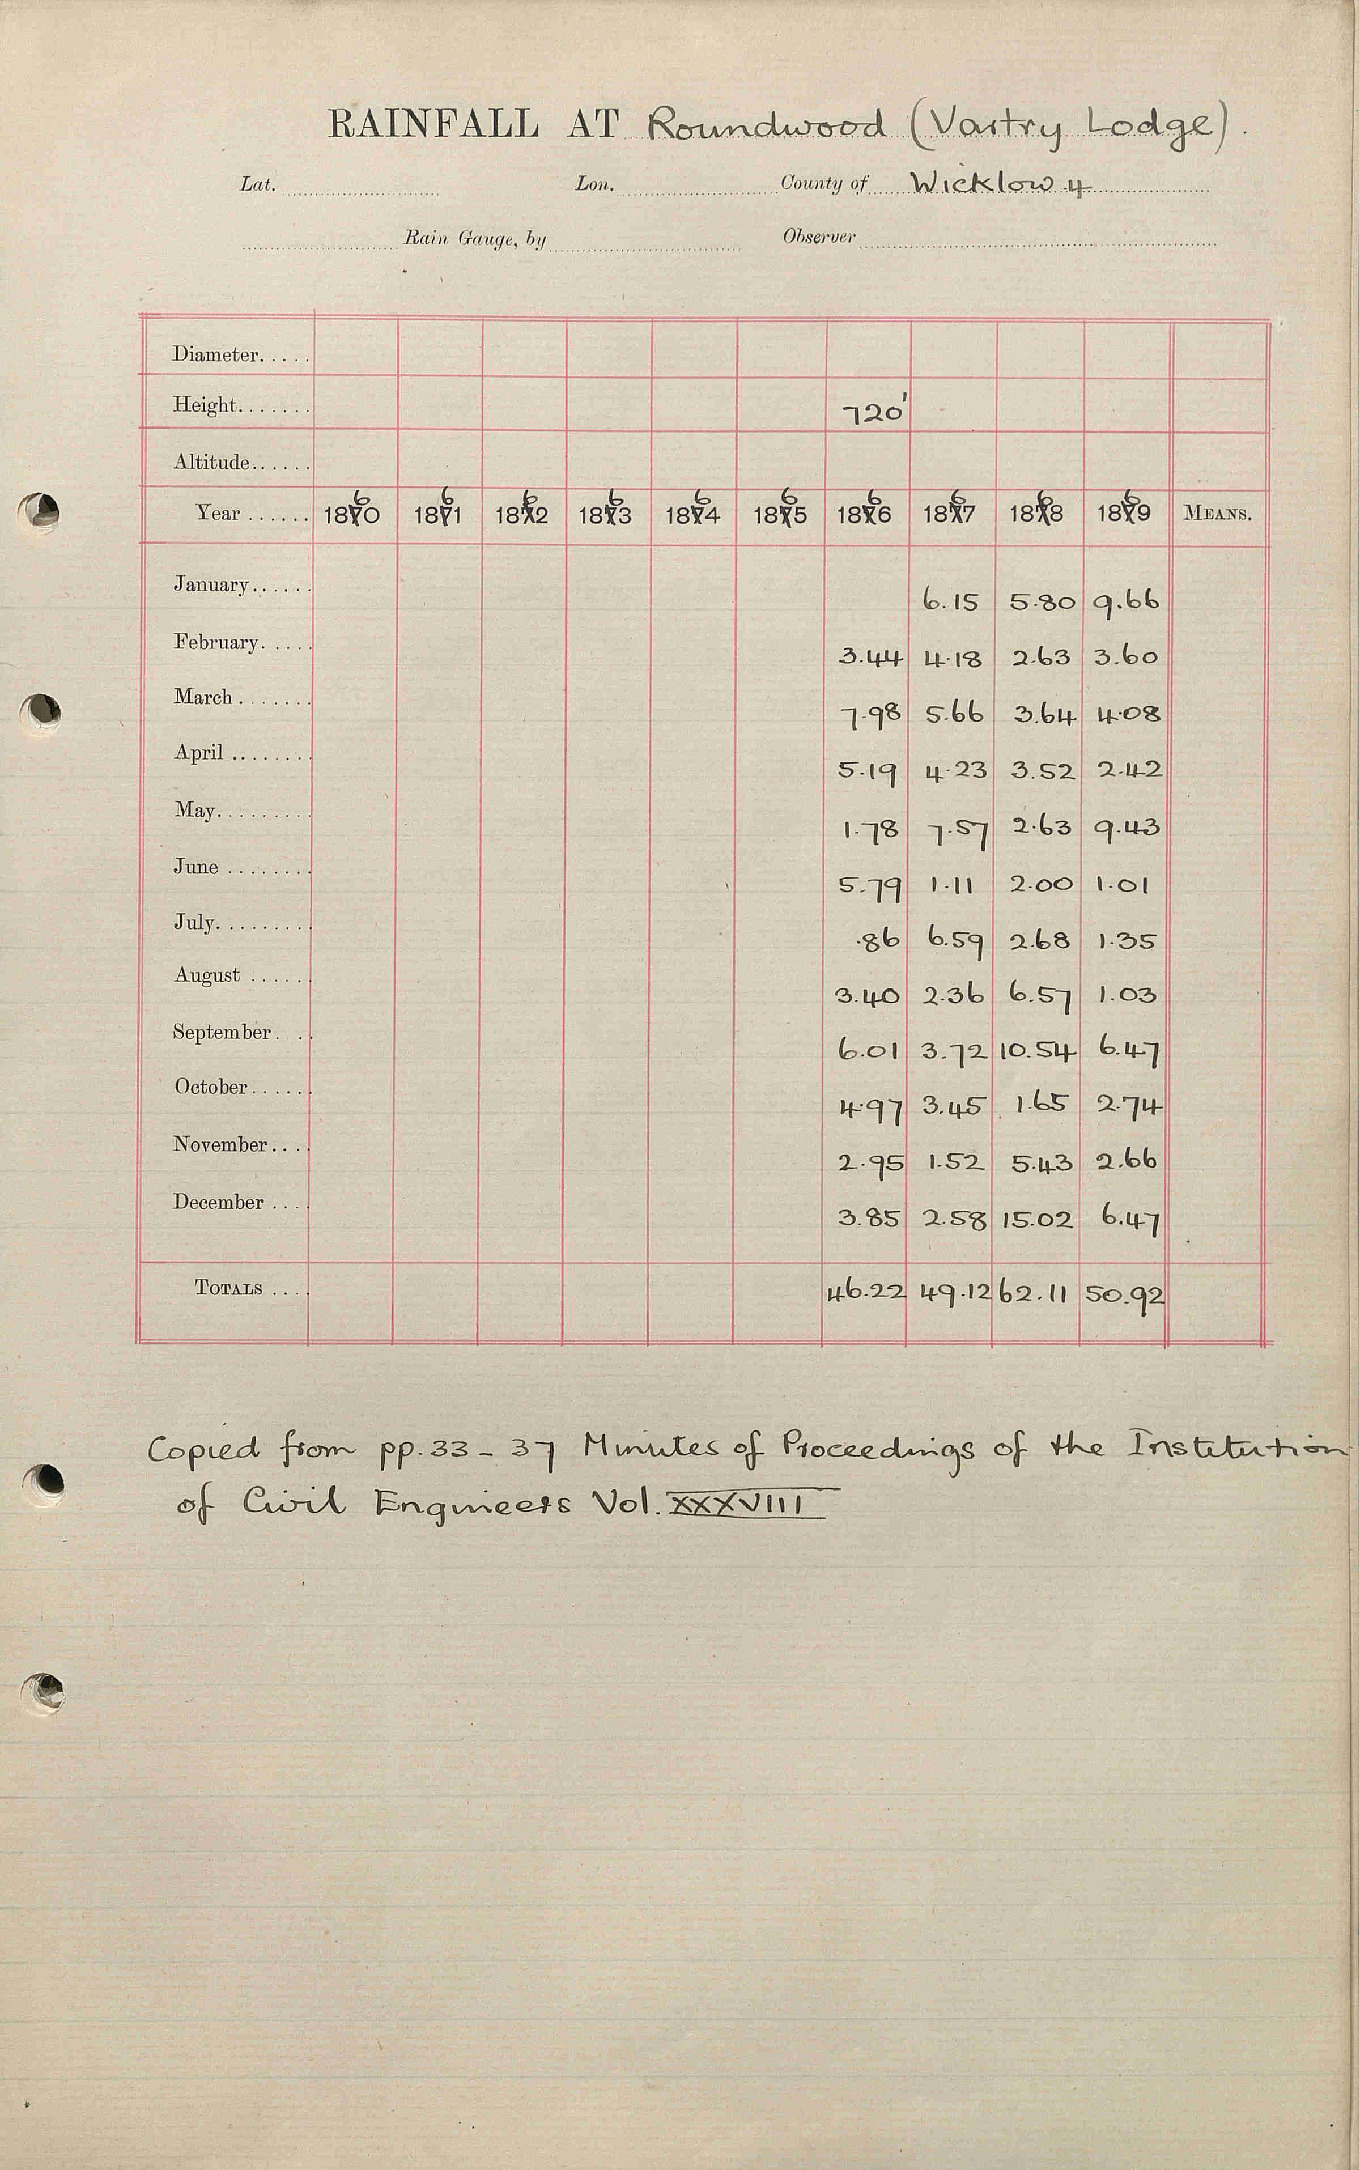 RAINFALL AT Roundwood (Vartry Lodge).
Lat. Lon. County of Wicklow 4
Rain Gauge, by Observer
Diameter
Height 720'
Altitude
Year 1860 1861 1862 1863 1864 1865 1866 1867 1868 1869 MEANS.
January 6.15 5.80 9.66
February 3.44 4.18 2.63 3.60
March 7.98 5.66 3.64 4.08
April 5.19 4.23 3.52 2.42
May 1.78 7.57 2.63 9.43
June 5.79 1.11 2.00 1.01
July .86 6.59 2.68 1.35
August 3.40 2.36 6.57 1.03
September 6.01 3.72 10.54 6.47
October 4.97 3.45 1.65 2.74
November 2.95 1.52 5.43 2.66
December 3.85 2.58 15.02 6.47
TOTALS 46.22 49.12 62.11 50.92
Copied from pp. 33 - 37 Minutes of Proceedings of the Institution
of Civil Engineers Vol. XXXVIII